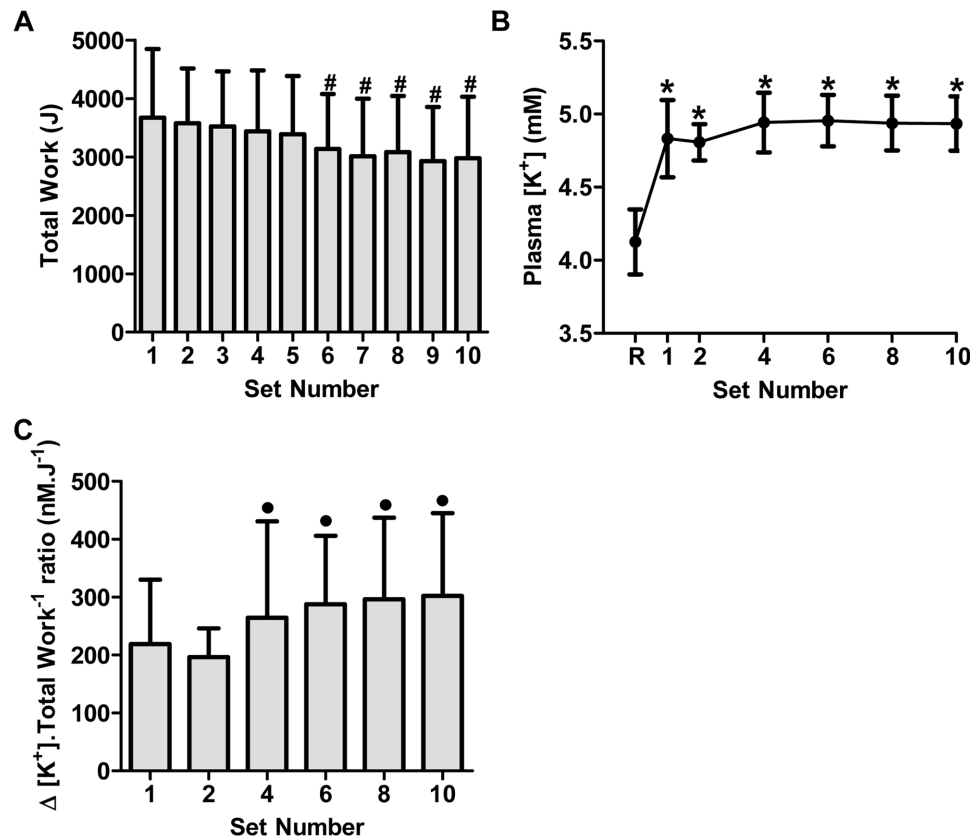 A
Total Work (J)
5000
4000
3000
2000
1000
0
# # # # #
1 2 3 4 5 6 7 8 9 10
Set Number
B
Plasma [K⁺] (mM)
5.5
5.0
4.5
4.0
3.5
* * * * * *
R 1 2 4 6 8 10
Set Number
C
Δ [K⁺].Total Work⁻¹ ratio (nM.J⁻¹)
500
400
300
200
100
0
• • • •
1 2 4 6 8 10
Set Number